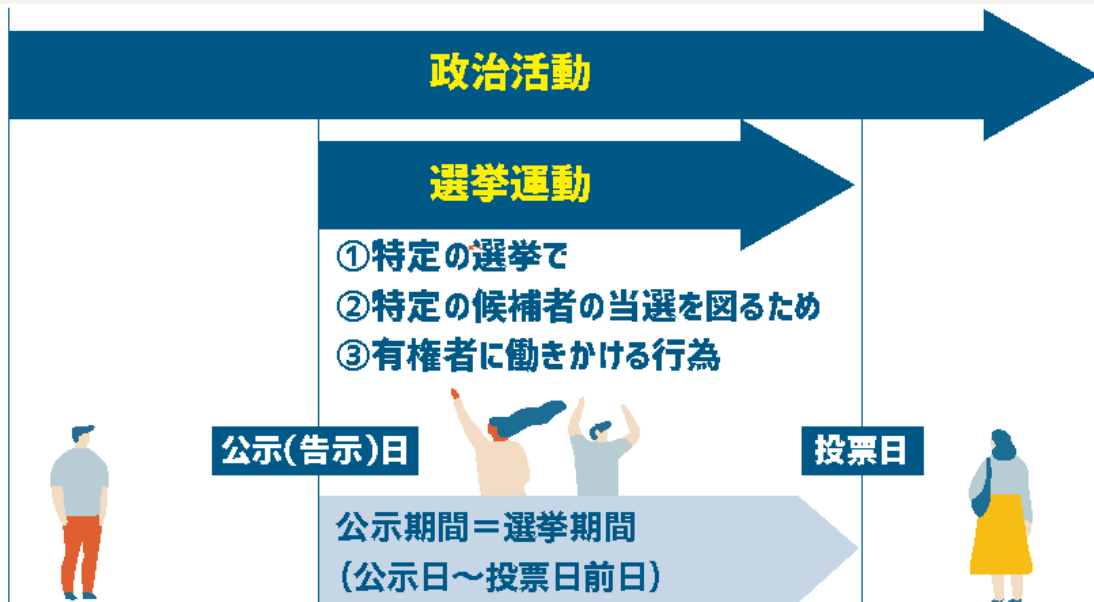 政治活動
選挙運動
①特定の選挙で
②特定の候補者の当選を図るため
③有権者に働きかける行為
公示(告示)日
投票日
公示期間＝選挙期間
(公示日～投票日前日)